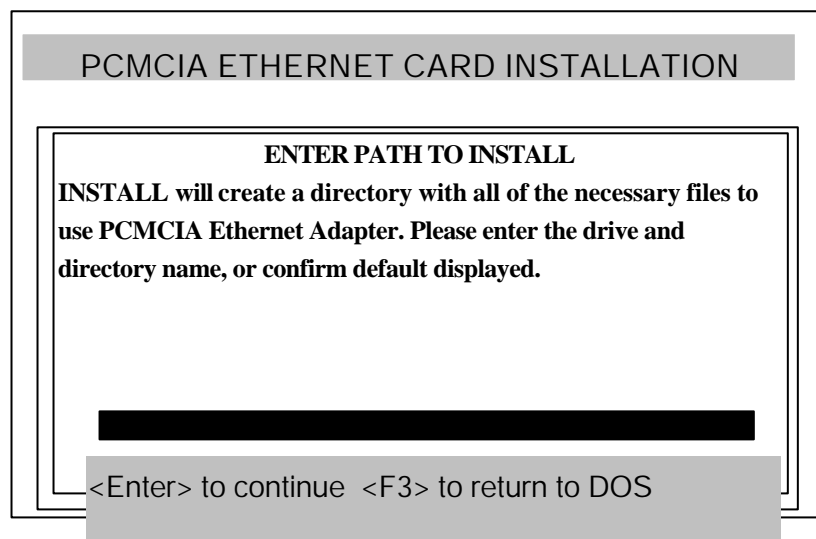 PCMCIA ETHERNET CARD INSTALLATION
ENTER PATH TO INSTALL
INSTALL will create a directory with all of the necessary files to
use PCMCIA Ethernet Adapter. Please enter the drive and
directory name, or confirm default displayed.
<Enter> to continue <F3> to return to DOS